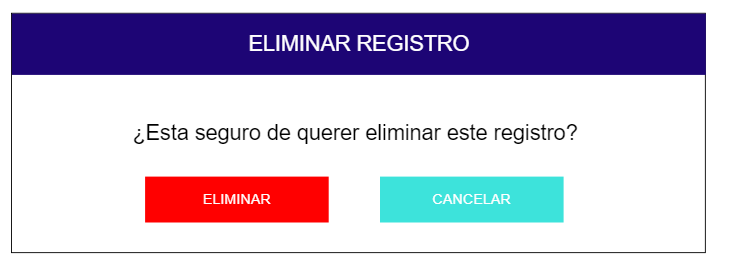 ELIMINAR REGISTRO
¿Esta seguro de querer eliminar este registro?
ELIMINAR
CANCELAR